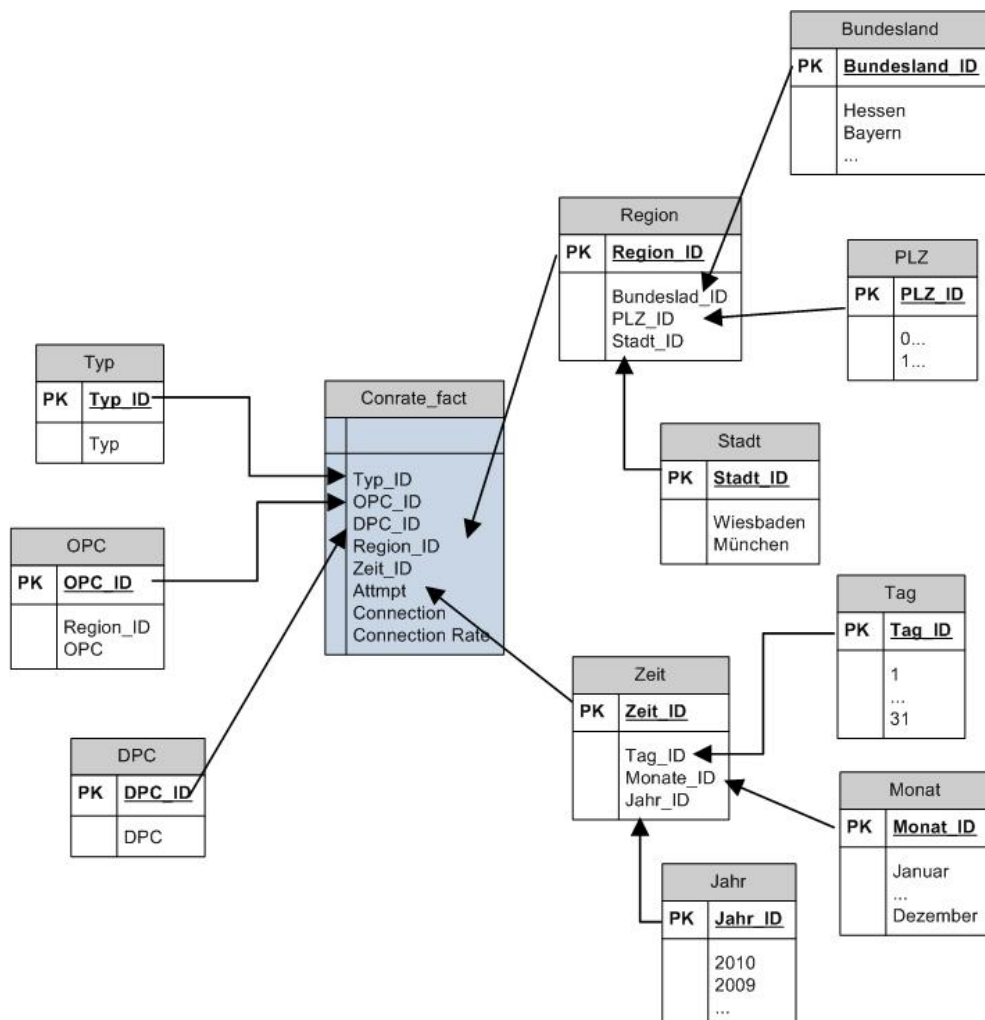 Bundesland
PK Bundesland_ID
Hessen
Bayern
...
Region
PK Region_ID
Bundeslad_ID
PLZ_ID
Stadt_ID
PLZ
PK PLZ_ID
0...
1...
Typ
PK Typ_ID
Typ
Conrate_fact
Typ_ID
OPC_ID
DPC_ID
Region_ID
Zeit_ID
Attmpt
Connection
Connection Rate
Stadt
PK Stadt_ID
Wiesbaden
München
OPC
PK OPC_ID
Region_ID
OPC
Tag
PK Tag_ID
1
...
31
Zeit
PK Zeit_ID
Tag_ID
Monate_ID
Jahr_ID
DPC
PK DPC_ID
DPC
Monat
PK Monat_ID
Januar
...
Dezember
Jahr
PK Jahr_ID
2010
2009
...